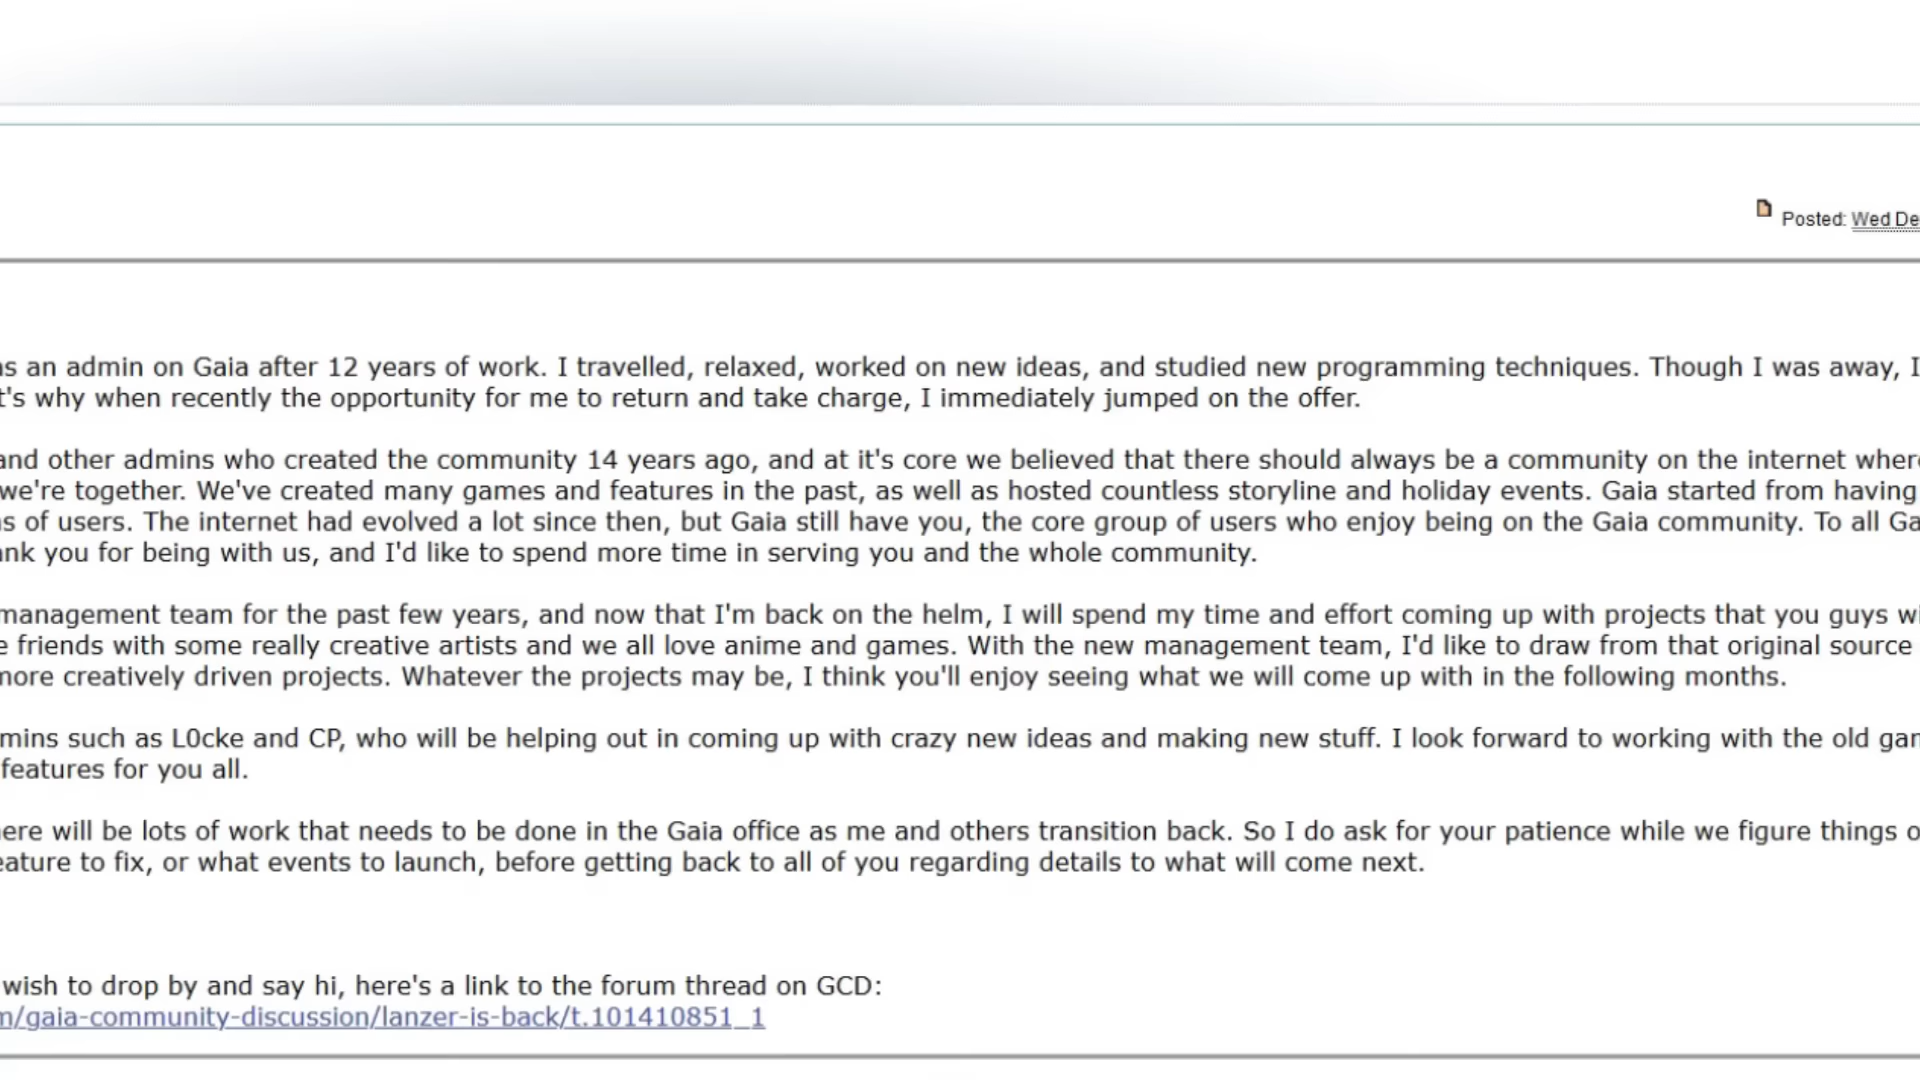 Posted: Wed De
as an admin on Gaia after 12 years of work. I travelled, relaxed, worked on new ideas, and studied new programming techniques. Though I was away, I
t's why when recently the opportunity for me to return and take charge, I immediately jumped on the offer.
and other admins who created the community 14 years ago, and at it's core we believed that there should always be a community on the internet where
we're together. We've created many games and features in the past, as well as hosted countless storyline and holiday events. Gaia started from having
s of users. The internet had evolved a lot since then, but Gaia still have you, the core group of users who enjoy being on the Gaia community. To all Ga
ank you for being with us, and I'd like to spend more time in serving you and the whole community.
management team for the past few years, and now that I'm back on the helm, I will spend my time and effort coming up with projects that you guys wi
e friends with some really creative artists and we all love anime and games. With the new management team, I'd like to draw from that original source
more creatively driven projects. Whatever the projects may be, I think you'll enjoy seeing what we will come up with in the following months.
mins such as L0cke and CP, who will be helping out in coming up with crazy new ideas and making new stuff. I look forward to working with the old gan
features for you all.
ere will be lots of work that needs to be done in the Gaia office as me and others transition back. So I do ask for your patience while we figure things o
eature to fix, or what events to launch, before getting back to all of you regarding details to what will come next.
wish to drop by and say hi, here's a link to the forum thread on GCD:
m/gaia-community-discussion/lanzer-is-back/t.101410851_1